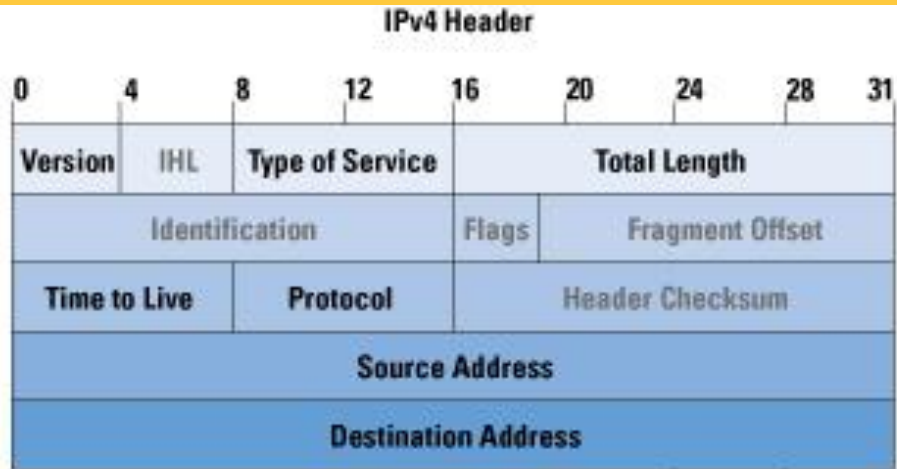 IPv4 Header
0 4 8 12 16 20 24 28 31
Version IHL Type of Service Total Length
Identification Flags Fragment Offset
Time to Live Protocol Header Checksum
Source Address
Destination Address